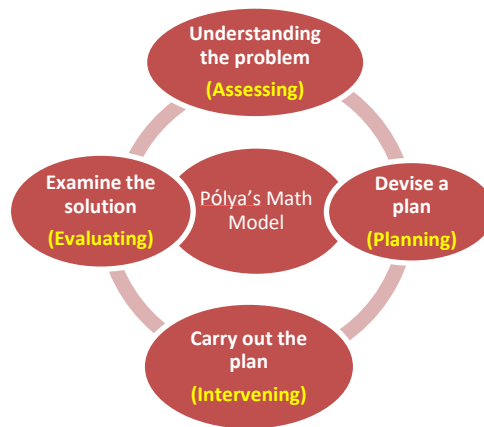 Understanding
the problem
(Assessing)
Examine the
solution
(Evaluating)
Pólya's Math
Model
Devise a
plan
(Planning)
Carry out the
plan
(Intervening)